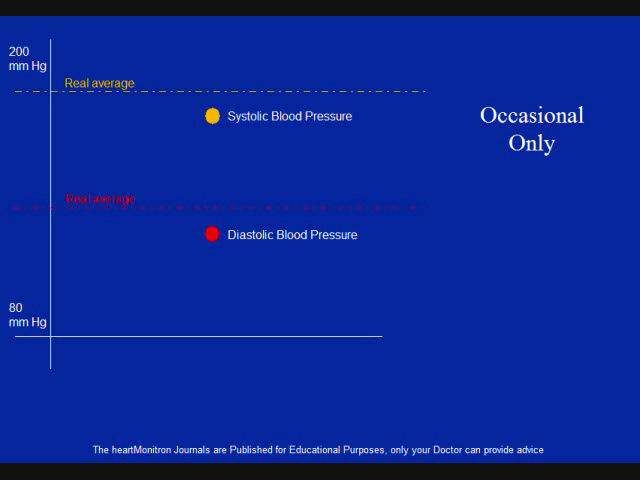 200
mm Hg
Real average
Systolic Blood Pressure
Occasional
Only
Real average
Diastolic Blood Pressure
80
mm Hg
The heartMonitron Journals are Published for Educational Purposes, only your Doctor can provide advice